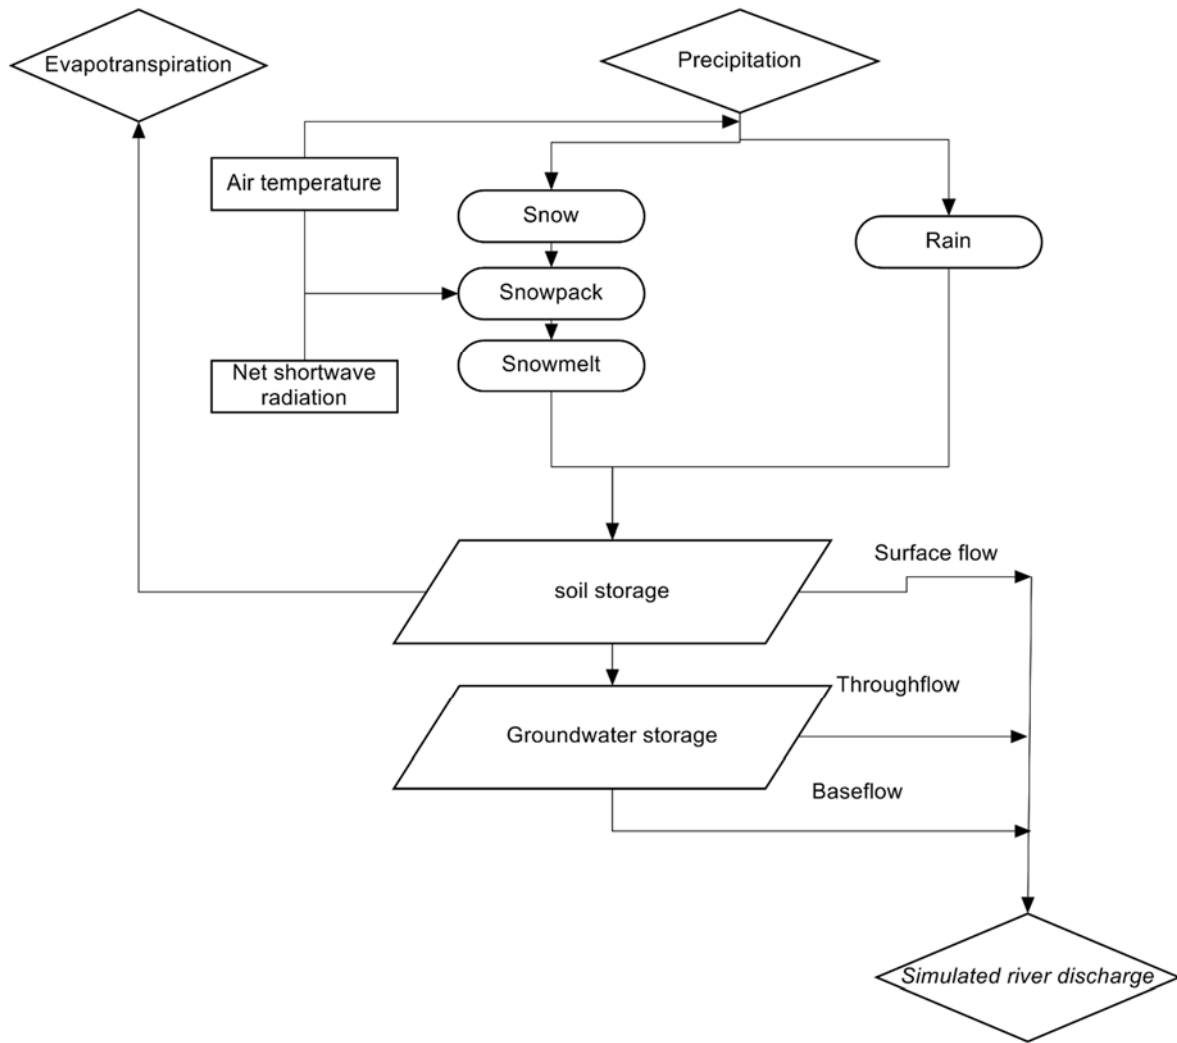 Evapotranspiration
Precipitation
Air temperature
Snow
Rain
Snowpack
Snowmelt
Net shortwave
radiation
Surface flow
soil storage
Throughflow
Groundwater storage
Baseflow
Simulated river discharge